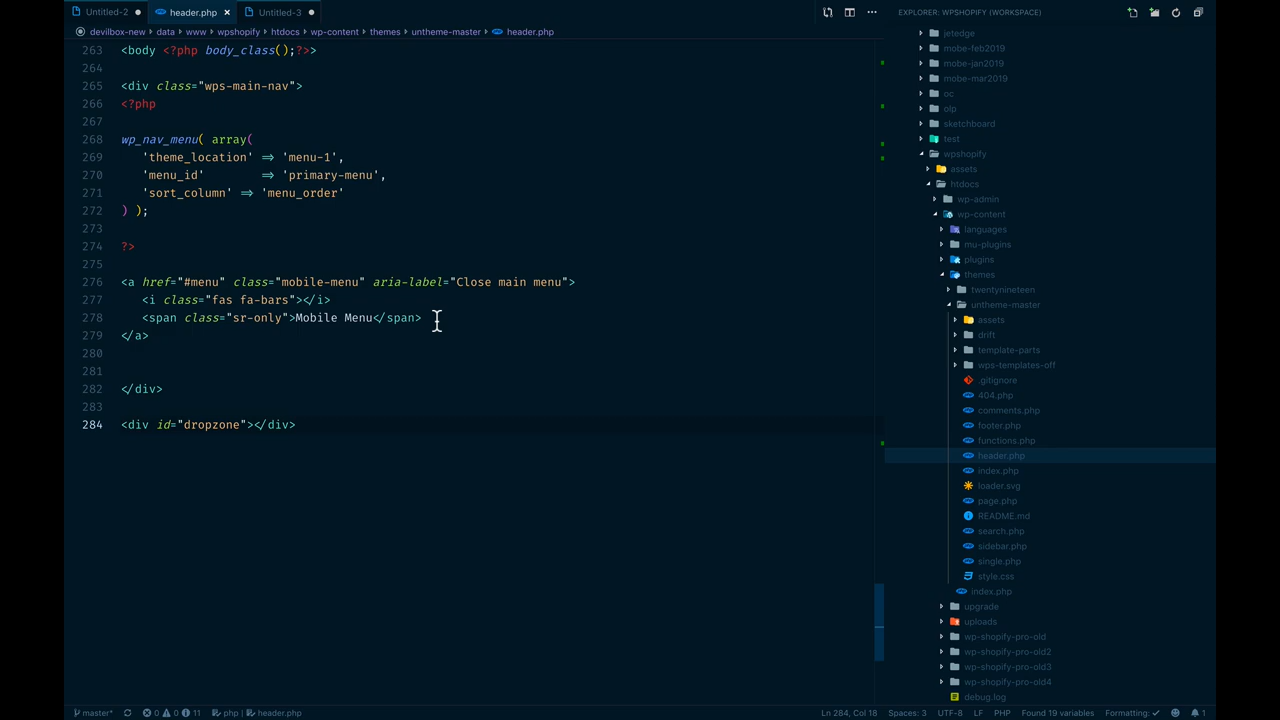 Untitled-2
header.php
Untitled-3
EXPLORER: WPSHOPIFY (WORKSPACE)
devilbox-new › data › www › wpshopify › htdocs › wp-content › themes › untheme-master › header.php
263 <body <?php body_class();?>>
264
265 <div class="wps-main-nav">
266 <?php
267
268 wp_nav_menu( array(
269 'theme_location' => 'menu-1',
270 'menu_id' => 'primary-menu',
271 'sort_column' => 'menu_order'
272 ) );
273
274 ?>
275
276 <a href="#menu" class="mobile-menu" aria-label="Close main menu">
277 <i class="fas fa-bars"></i>
278 <span class="sr-only">Mobile Menu</span>
279 </a>
280
281
282 </div>
283
284 <div id="dropzone"></div>
jetedge
mobe-feb2019
mobe-jan2019
mobe-mar2019
oc
olp
sketchboard
test
wpshopify
assets
htdocs
wp-admin
wp-content
languages
mu-plugins
plugins
themes
twentynineteen
untheme-master
assets
drift
template-parts
wps-templates-off
.gitignore
404.php
comments.php
footer.php
functions.php
header.php
index.php
loader.svg
page.php
README.md
search.php
sidebar.php
single.php
style.css
index.php
upgrade
uploads
wp-shopify-pro-old
wp-shopify-pro-old2
wp-shopify-pro-old3
wp-shopify-pro-old4
debug.log
master* 0 0 11 php header.php Ln 284, Col 18 Spaces: 3 UTF-8 LF PHP Found 19 variables Formatting: ✓ 1